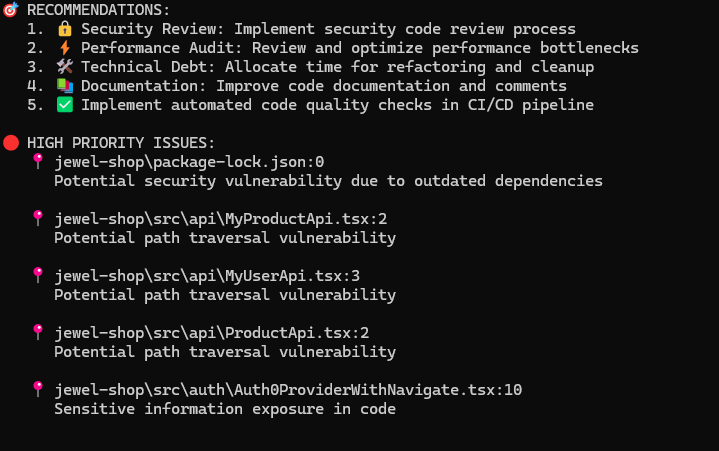 🎯 RECOMMENDATIONS:
1. 🔒 Security Review: Implement security code review process
2. ⚡ Performance Audit: Review and optimize performance bottlenecks
3. 🛠️ Technical Debt: Allocate time for refactoring and cleanup
4. 📚 Documentation: Improve code documentation and comments
5. ✅ Implement automated code quality checks in CI/CD pipeline
🔴 HIGH PRIORITY ISSUES:
📍 jewel-shop\package-lock.json:0
Potential security vulnerability due to outdated dependencies
📍 jewel-shop\src\api\MyProductApi.tsx:2
Potential path traversal vulnerability
📍 jewel-shop\src\api\MyUserApi.tsx:3
Potential path traversal vulnerability
📍 jewel-shop\src\api\ProductApi.tsx:2
Potential path traversal vulnerability
📍 jewel-shop\src\auth\Auth0ProviderWithNavigate.tsx:10
Sensitive information exposure in code